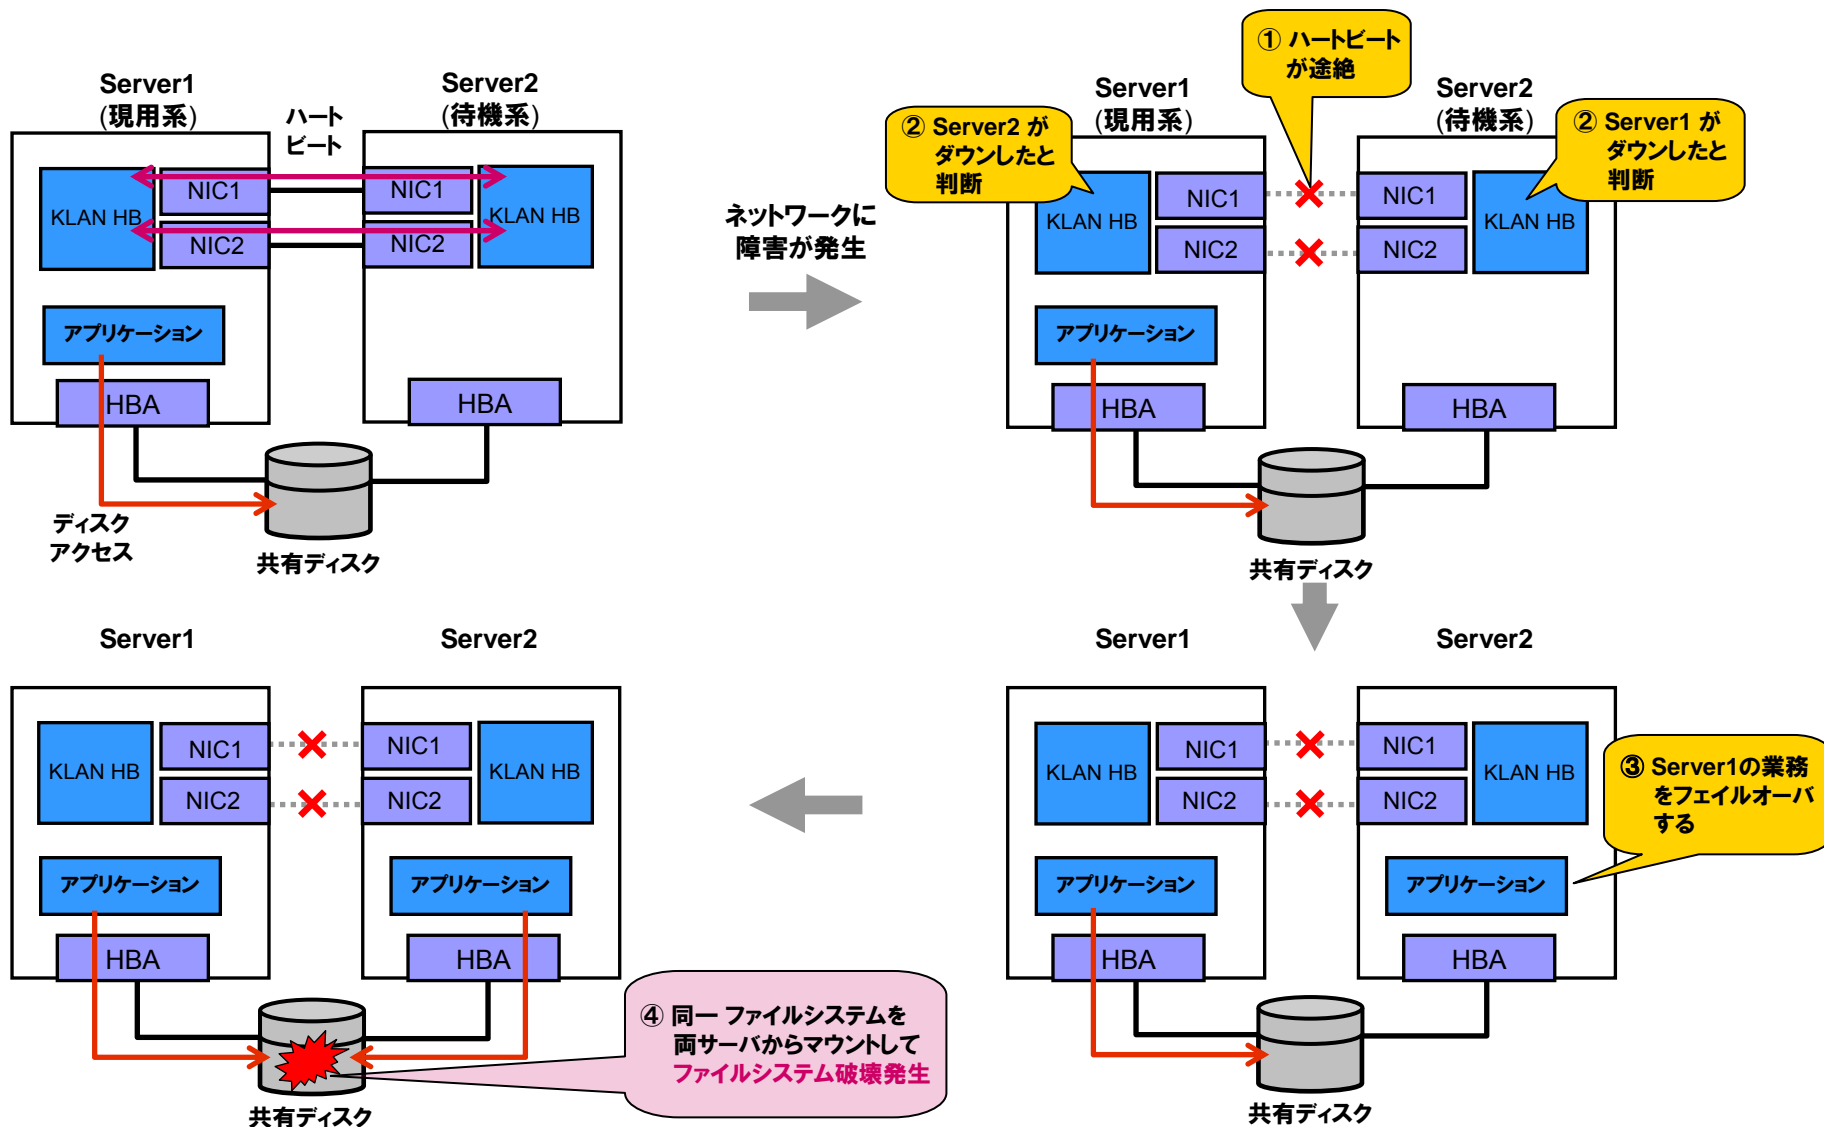 Server1
(現用系)
ハート
ビート
Server2
(待機系)
KLAN HB
NIC1
NIC2
NIC1
NIC2
KLAN HB
アプリケーション
HBA
HBA
ディスク
アクセス
共有ディスク
ネットワークに
障害が発生
① ハートビート
が途絶
Server1
(現用系)
Server2
(待機系)
② Server2 が
ダウンしたと
判断
② Server1 が
ダウンしたと
判断
KLAN HB
NIC1
NIC2
NIC1
NIC2
KLAN HB
アプリケーション
HBA
HBA
共有ディスク
Server1
Server2
KLAN HB
NIC1
NIC2
NIC1
NIC2
KLAN HB
③ Server1の業務
をフェイルオーバ
する
アプリケーション
アプリケーション
HBA
HBA
共有ディスク
Server1
Server2
KLAN HB
NIC1
NIC2
NIC1
NIC2
KLAN HB
アプリケーション
アプリケーション
HBA
HBA
④ 同一 ファイルシステムを
両サーバからマウントして
ファイルシステム破壊発生
共有ディスク